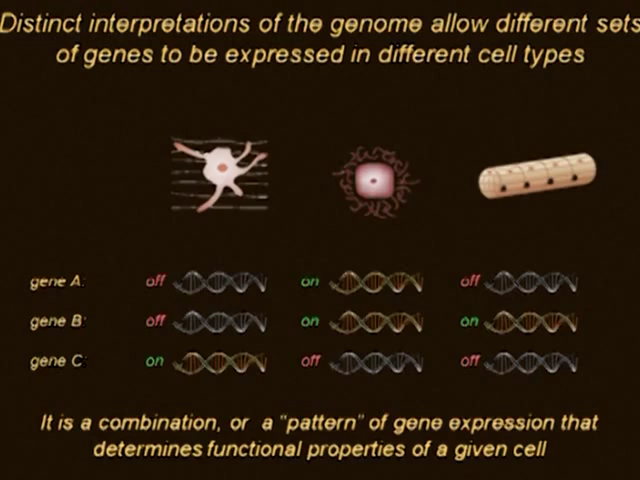 Distinct interpretations of the genome allow different sets
of genes to be expressed in different cell types
gene A: off on off
gene B: off on on
gene C: on off off
It is a combination, or a "pattern" of gene expression that
determines functional properties of a given cell